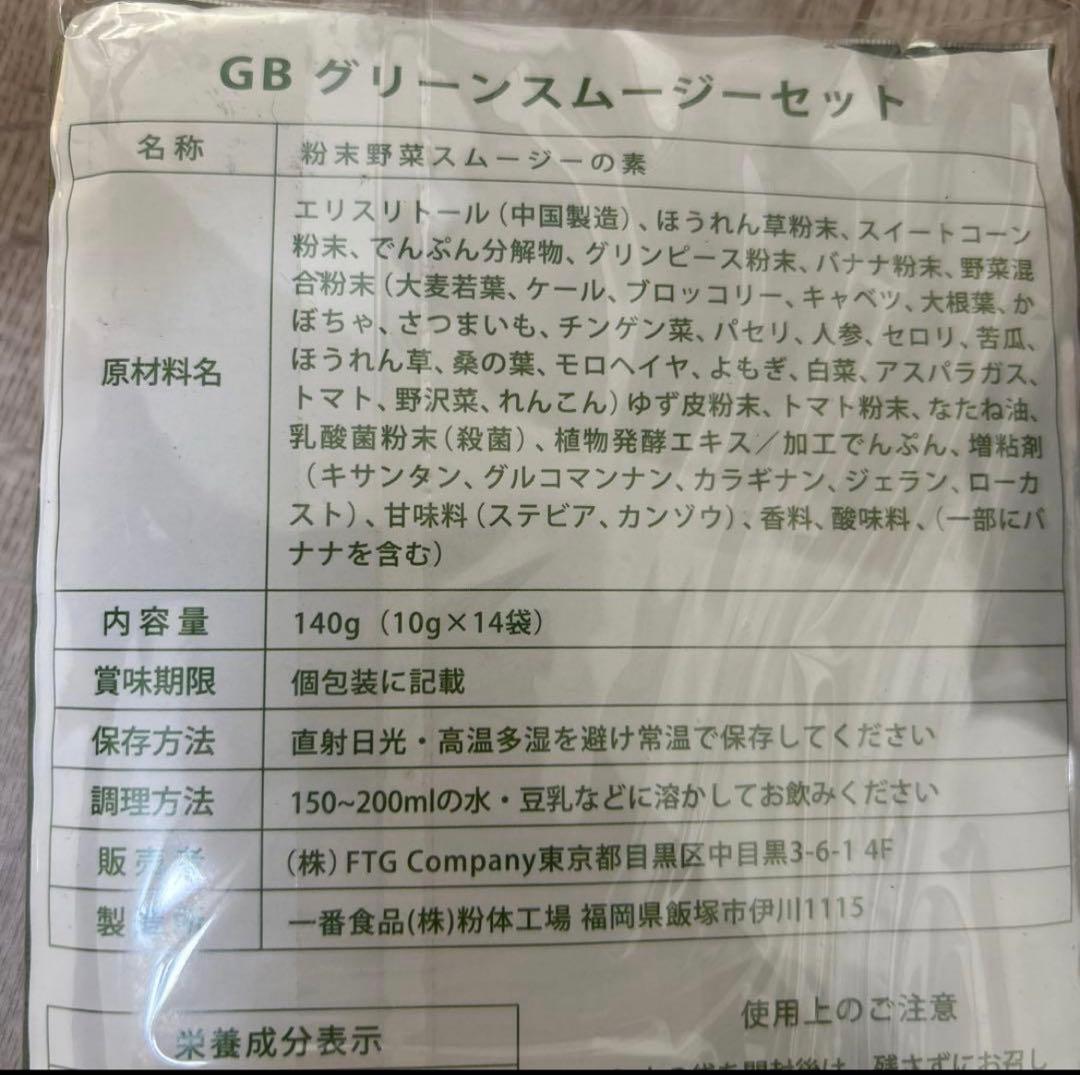 GB グリーンスムージーセット
名称
粉末野菜スムージーの素
原材料名
エリスリトール（中国製造）、ほうれん草粉末、スイートコーン
粉末、でんぷん分解物、グリンピース粉末、バナナ粉末、野菜混
合粉末（大麦若葉、ケール、ブロッコリー、キャベツ、大根葉、か
ぼちゃ、さつまいも、チンゲン菜、パセリ、人参、セロリ、苦瓜、
ほうれん草、桑の葉、モロヘイヤ、よもぎ、白菜、アスパラガス、
トマト、野沢菜、れんこん）ゆず皮粉末、トマト粉末、なたね油、
乳酸菌粉末（殺菌）、植物発酵エキス／加工でんぷん、増粘剤
（キサンタン、グルコマンナン、カラギナン、ジェラン、ローカ
スト）、甘味料（ステビア、カンゾウ）、香料、酸味料、（一部にバ
ナナを含む）
内容量
140g（10g×14袋）
賞味期限
個包装に記載
保存方法
直射日光・高温多湿を避け常温で保存してください
調理方法
150~200mlの水・豆乳などに溶かしてお飲みください
販売者
（株）FTG Company東京都目黒区中目黒3-6-1 4F
製造所
一番食品(株)粉体工場 福岡県飯塚市伊川1115
栄養成分表示
使用上のご注意
開封後は、残さずにお召し